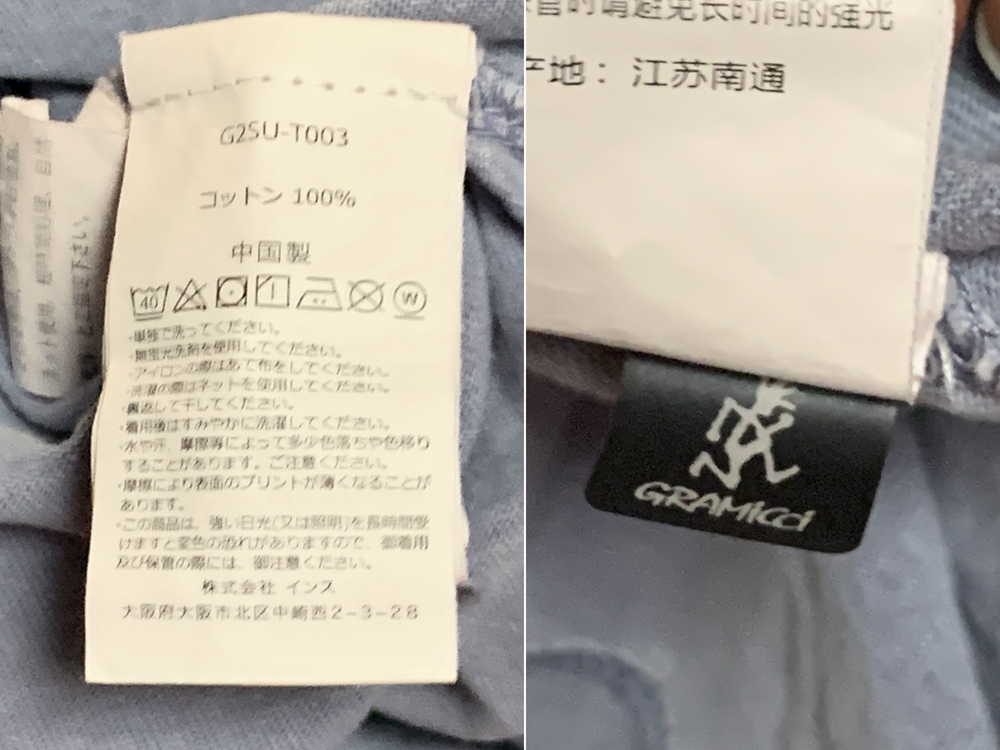 G2SU-T003
コットン 100%
中国製
40
W
・単独で洗ってください。
・無蛍光洗剤を使用してください。
・アイロンの際はあて布をしてください。
・洗濯の際はネットを使用してください。
・裏返して干してください。
・着用後はすみやかに洗濯してください。
・水や汗、摩擦等によって多少色落ちや色移り
することがあります。ご注意ください。
・摩擦により表面のプリントが薄くなることが
あります。
・この商品は、強い日光(又は照明)を長時間受
けますと変色の恐れがありますので、御着用
及び保管の際には、御注意ください。
株式会社 インス
大阪府大阪市北区中崎西2-3-28
时请避免长时间的强光
产地：江苏南通
GRAMiCCi